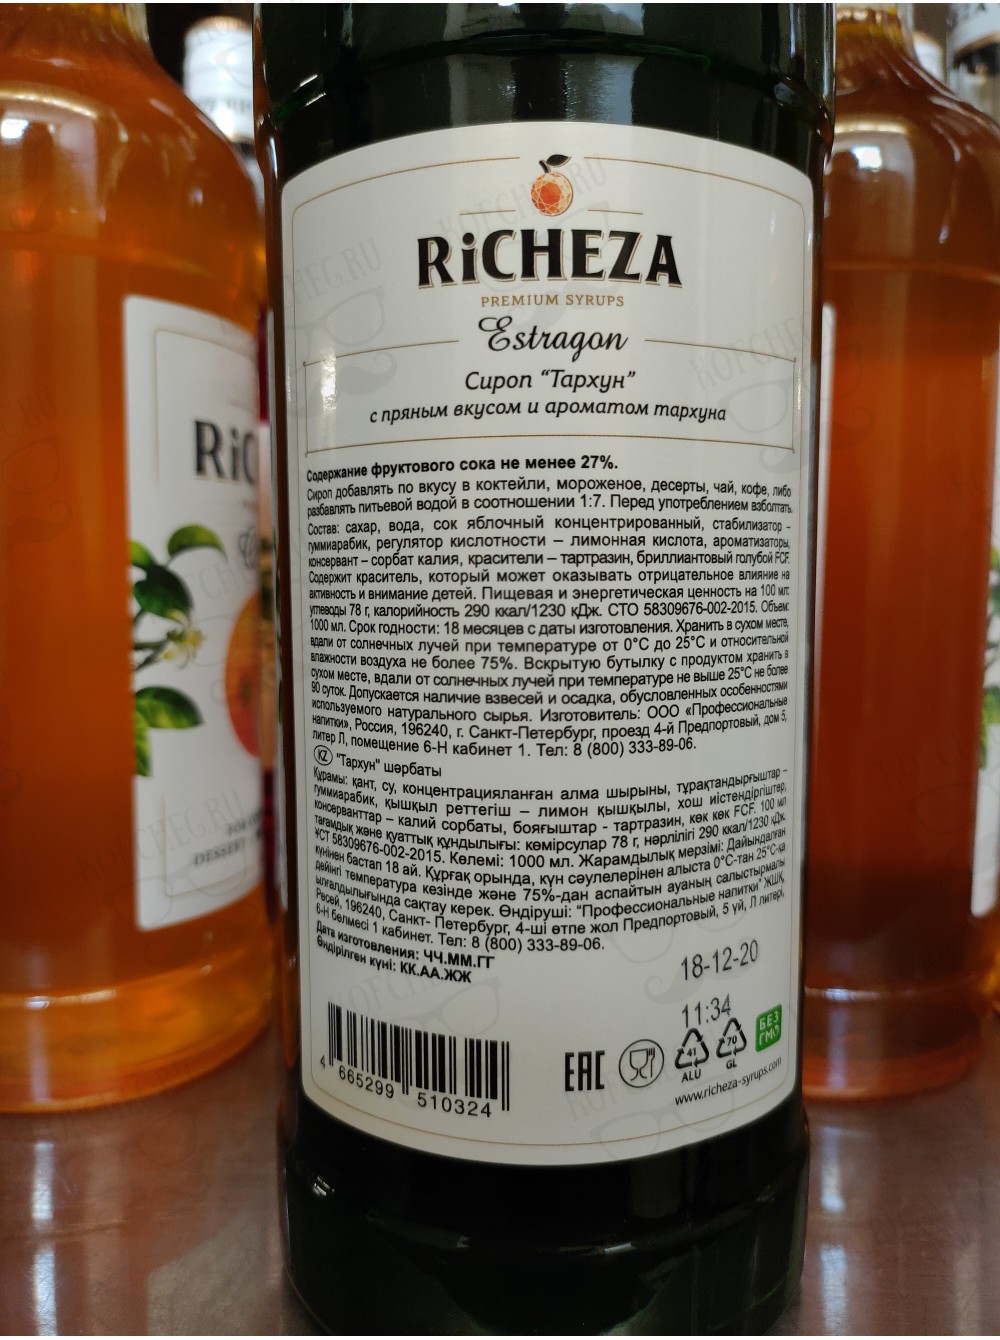 RiCHEZA
PREMIUM SYRUPS
Estragon
Сироп “Тархун”
с пряным вкусом и ароматом тархуна
Содержание фруктового сока не менее 27%.
Сироп добавлять по вкусу в коктейли, мороженое, десерты, чай, кофе, либо
разбавлять питьевой водой в соотношении 1:7. Перед употреблением взболтать.
Состав: сахар, вода, сок яблочный концентрированный, стабилизатор -
гуммиарабик, регулятор кислотности – лимонная кислота, ароматизаторы,
консервант – сорбат калия, красители – тартразин, бриллиантовый голубой FCF.
Содержит краситель, который может оказывать отрицательное влияние на
активность и внимание детей. Пищевая и энергетическая ценность на 100 мл:
углеводы 78 г, калорийность 290 ккал/1230 кДж. СТО 58309676-002-2015. Объем:
1000 мл. Срок годности: 18 месяцев с даты изготовления. Хранить в сухом месте,
вдали от солнечных лучей при температуре от 0°С до 25°С и относительной
влажности воздуха не более 75%. Вскрытую бутылку с продуктом хранить в
сухом месте, вдали от солнечных лучей при температуре не выше 25°С не более
90 суток. Допускается наличие взвесей и осадка, обусловленных особенностями
используемого натурального сырья. Изготовитель: ООО «Профессиональные
напитки», Россия, 196240, г. Санкт-Петербург, проезд 4-й Предпортовый, дом 5,
литер Л, помещение 6-Н кабинет 1. Тел: 8 (800) 333-89-06.
KZ "Тархун" шәрбаты
Құрамы: қант, су, концентрацияланған алма шырыны, тұрақтандырғыштар –
гуммиарабик, қышқыл реттегіш – лимон қышқылы, хош иістендіргіштер,
консерванттар – калий сорбаты, бояғыштар - тартразин, көк көк FCF. 100 мл
тағамдық және қуаттық құндылығы: көмірсулар 78 г, нәрлілігі 290 ккал/1230 кДж.
ҰСТ 58309676-002-2015. Көлемі: 1000 мл. Жарамдылық мерзімі: Дайындалған
күнінен бастап 18 ай. Құрғақ орында, күн сәулелерінен алыста 0°С-тан 25°С-қа
дейінгі температура кезінде және 75%-дан аспайтын ауаның салыстырмалы
ылғалдылығында сақтау керек. Өндіруші: "Профессиональные напитки" ЖШҚ,
Ресей, 196240, Санкт- Петербург, 4-ші өтпе жол Предпортовый, 5 үй, Л литері,
6-Н бөлмесі 1 кабинет. Тел: 8 (800) 333-89-06.
Дата изготовления: ЧЧ.ММ.ГГ
Өндірілген күні: КК.АА.ЖЖ
18-12-20
11:34
4 665299 510324
EAC
41
ALU
70
GL
БЕЗ
ГМО
www.richeza-syrups.com
RiC
DESSERT
KOFCHEG.RU